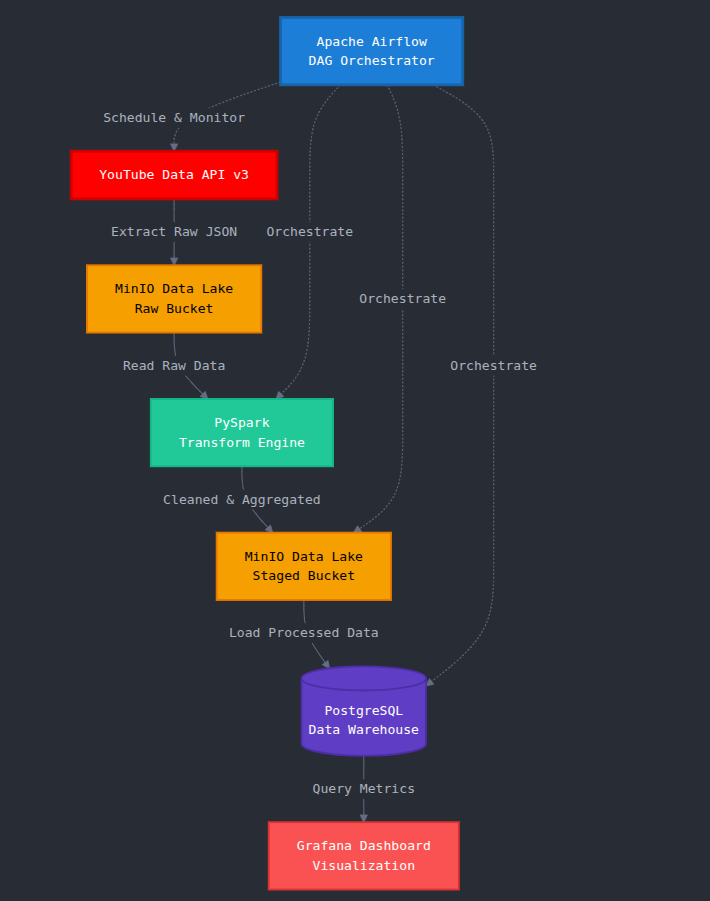 Apache Airflow
DAG Orchestrator
Schedule & Monitor
YouTube Data API v3
Extract Raw JSON
Orchestrate
MinIO Data Lake
Raw Bucket
Orchestrate
Read Raw Data
Orchestrate
PySpark
Transform Engine
Cleaned & Aggregated
MinIO Data Lake
Staged Bucket
Load Processed Data
PostgreSQL
Data Warehouse
Query Metrics
Grafana Dashboard
Visualization